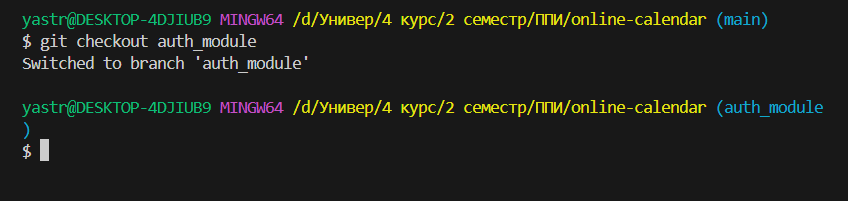 yastr@DESKTOP-4DJIUB9 MINGW64 /d/Универ/4 курс/2 семестр/ППИ/online-calendar (main)
$ git checkout auth_module
Switched to branch 'auth_module'
yastr@DESKTOP-4DJIUB9 MINGW64 /d/Универ/4 курс/2 семестр/ППИ/online-calendar (auth_module
)
$